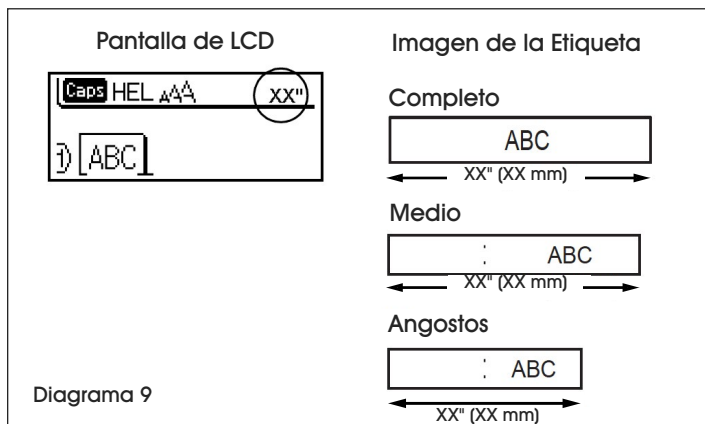 Pantalla de LCD
Caps HEL AAA XX"
1) ABC
Diagrama 9
Imagen de la Etiqueta
Completo
ABC
XX" (XX mm)
Medio
: ABC
XX" (XX mm)
Angostos
: ABC
XX" (XX mm)